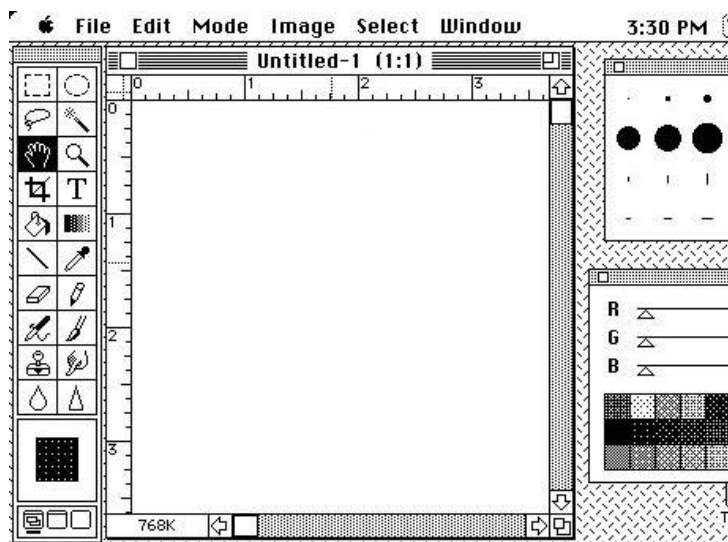 File Edit Mode Image Select Window 3:30 PM
Untitled-1 (1:1)
0 1 2 3
0
T
1
R
G
2
B
3
768K
T